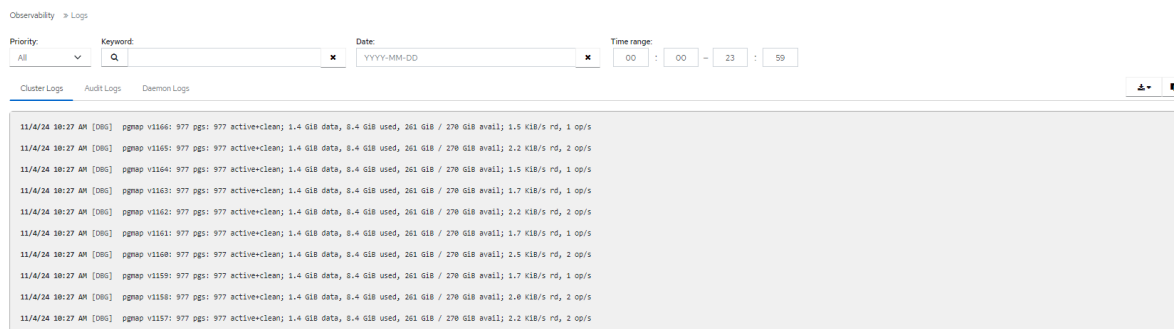 Observability » Logs
Priority: Keyword: Date: Time range:
All YYYY-MM-DD 00 : 00 – 23 : 59
Cluster Logs Audit Logs Daemon Logs
11/4/24 10:27 AM [DBG] pgmap v1166: 977 pgs: 977 active+clean; 1.4 GiB data, 8.4 GiB used, 261 GiB / 270 GiB avail; 1.5 KiB/s rd, 1 op/s
11/4/24 10:27 AM [DBG] pgmap v1165: 977 pgs: 977 active+clean; 1.4 GiB data, 8.4 GiB used, 261 GiB / 270 GiB avail; 2.2 KiB/s rd, 2 op/s
11/4/24 10:27 AM [DBG] pgmap v1164: 977 pgs: 977 active+clean; 1.4 GiB data, 8.4 GiB used, 261 GiB / 270 GiB avail; 1.5 KiB/s rd, 1 op/s
11/4/24 10:27 AM [DBG] pgmap v1163: 977 pgs: 977 active+clean; 1.4 GiB data, 8.4 GiB used, 261 GiB / 270 GiB avail; 1.7 KiB/s rd, 1 op/s
11/4/24 10:27 AM [DBG] pgmap v1162: 977 pgs: 977 active+clean; 1.4 GiB data, 8.4 GiB used, 261 GiB / 270 GiB avail; 2.2 KiB/s rd, 2 op/s
11/4/24 10:27 AM [DBG] pgmap v1161: 977 pgs: 977 active+clean; 1.4 GiB data, 8.4 GiB used, 261 GiB / 270 GiB avail; 1.7 KiB/s rd, 1 op/s
11/4/24 10:27 AM [DBG] pgmap v1160: 977 pgs: 977 active+clean; 1.4 GiB data, 8.4 GiB used, 261 GiB / 270 GiB avail; 2.5 KiB/s rd, 2 op/s
11/4/24 10:27 AM [DBG] pgmap v1159: 977 pgs: 977 active+clean; 1.4 GiB data, 8.4 GiB used, 261 GiB / 270 GiB avail; 1.7 KiB/s rd, 1 op/s
11/4/24 10:27 AM [DBG] pgmap v1158: 977 pgs: 977 active+clean; 1.4 GiB data, 8.4 GiB used, 261 GiB / 270 GiB avail; 2.0 KiB/s rd, 2 op/s
11/4/24 10:27 AM [DBG] pgmap v1157: 977 pgs: 977 active+clean; 1.4 GiB data, 8.4 GiB used, 261 GiB / 270 GiB avail; 2.2 KiB/s rd, 2 op/s